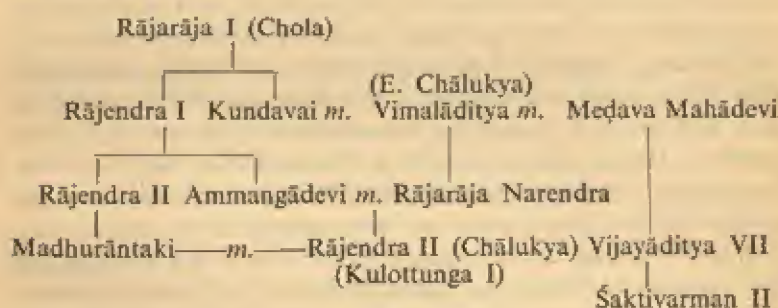 Rājarāja I (Chola)
(E. Chālukya)
Rājendra I Kundavai m. Vimalāditya m. Meḍava Mahādevi
Rājendra II Ammangādevi m. Rājarāja Narendra
Madhurāntaki——m.——Rājendra II (Chālukya) Vijayāditya VII
(Kulottunga I)
Śaktivarman II